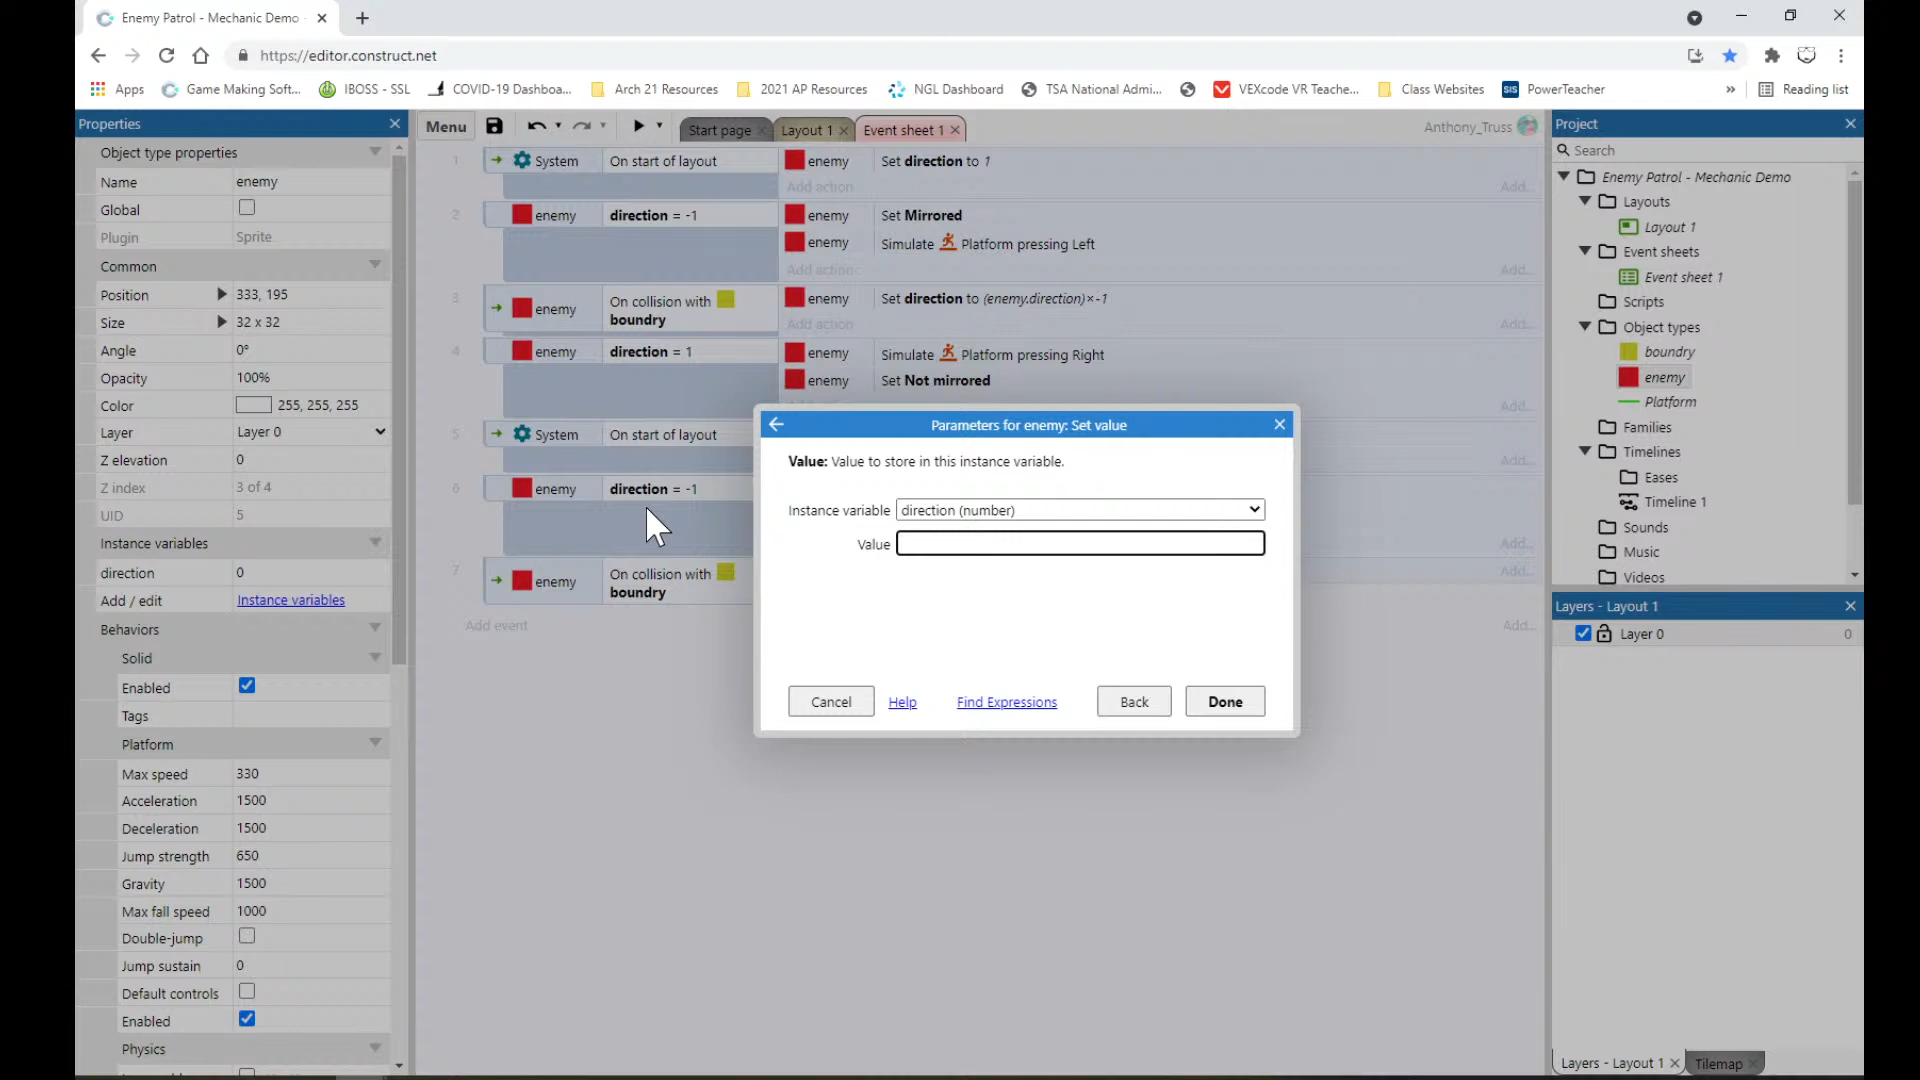 Enemy Patrol - Mechanic Demo
https://editor.construct.net
Apps Game Making Soft... IBOSS - SSL COVID-19 Dashboa... Arch 21 Resources 2021 AP Resources NGL Dashboard TSA National Admi... VEXcode VR Teache... Class Websites PowerTeacher » Reading list
Properties
Object type properties
Name enemy
Global
Plugin Sprite
Common
Position 333, 195
Size 32 x 32
Angle 0°
Opacity 100%
Color 255, 255, 255
Layer Layer 0
Z elevation 0
Z index 3 of 4
UID 5
Instance variables
direction 0
Add / edit Instance variables
Behaviors
Solid
Enabled
Tags
Platform
Max speed 330
Acceleration 1500
Deceleration 1500
Jump strength 650
Gravity 1500
Max fall speed 1000
Double-jump
Jump sustain 0
Default controls
Enabled
Physics
Menu
Start page Layout 1 Event sheet 1
Anthony_Truss
1 System On start of layout enemy Set direction to 1
Add action Add...
2 enemy direction = -1 enemy Set Mirrored
enemy Simulate Platform pressing Left
Add action Add...
3 enemy On collision with boundry enemy Set direction to (enemy.direction)×-1
Add action Add...
4 enemy direction = 1 enemy Simulate Platform pressing Right
enemy Set Not mirrored
Add...
5 System On start of layout
Add...
6 enemy direction = -1
Add...
7 enemy On collision with boundry
Add...
Add event Add...
Parameters for enemy: Set value
Value: Value to store in this instance variable.
Instance variable direction (number)
Value
Cancel Help Find Expressions Back Done
Project
Search
Enemy Patrol - Mechanic Demo
Layouts
Layout 1
Event sheets
Event sheet 1
Scripts
Object types
boundry
enemy
Platform
Families
Timelines
Eases
Timeline 1
Sounds
Music
Videos
Layers - Layout 1
Layer 0 0
Layers - Layout 1 Tilemap